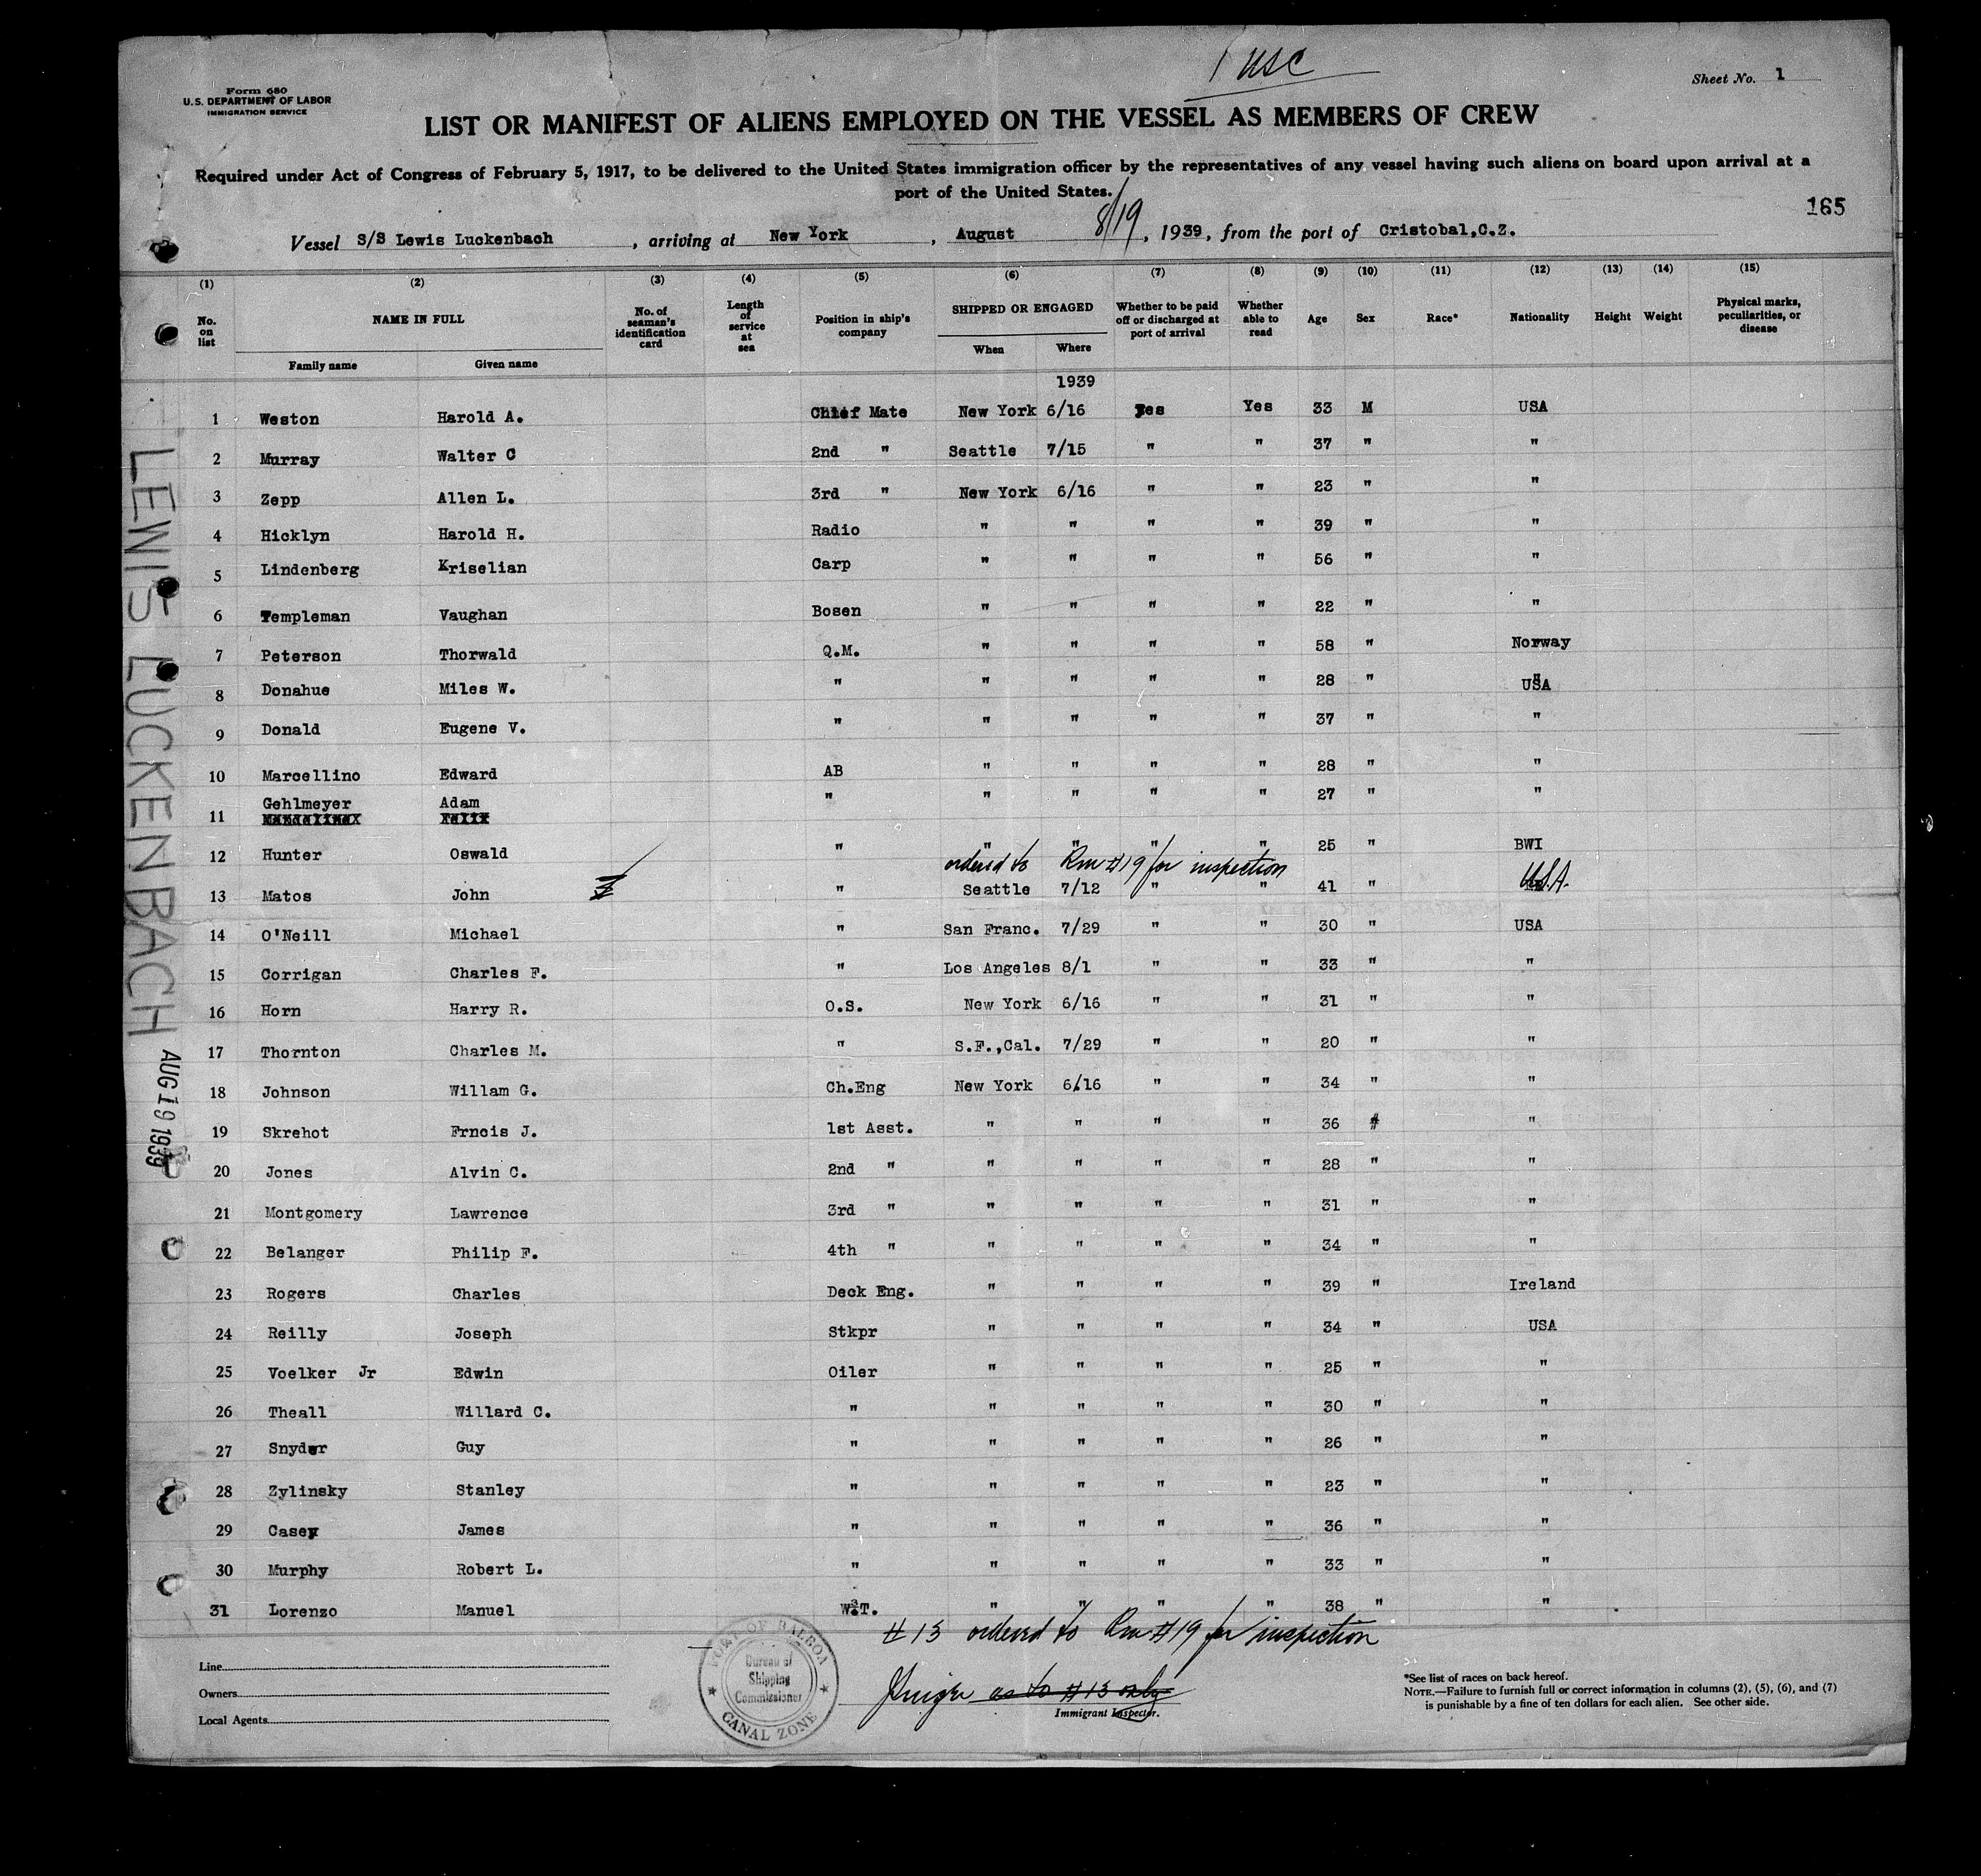 1 USC
Form 680
U.S. DEPARTMENT OF LABOR
IMMIGRATION SERVICE
Sheet No. 1
LIST OR MANIFEST OF ALIENS EMPLOYED ON THE VESSEL AS MEMBERS OF CREW
Required under Act of Congress of February 5, 1917, to be delivered to the United States immigration officer by the representatives of any vessel having such aliens on board upon arrival at a
port of the United States.
165
Vessel S/S Lewis Luckenbach , arriving at New York , August 8/19 , 1939, from the port of Cristobal,C.Z.
(1) (2) (3) (4) (5) (6) (7) (8) (9) (10) (11) (12) (13) (14) (15)
No. on list
NAME IN FULL
Family name Given name
No. of seaman's identification card
Length of service at sea
Position in ship's company
SHIPPED OR ENGAGED
When Where
Whether to be paid off or discharged at port of arrival
Whether able to read
Age
Sex
Race*
Nationality
Height
Weight
Physical marks, peculiarities, or disease
1939
1 Weston Harold A. Chief Mate New York 6/16 Yes Yes 33 M USA
2 Murray Walter C 2nd " Seattle 7/15 " " 37 " "
3 Zepp Allen L. 3rd " New York 6/16 " " 23 " "
4 Hicklyn Harold H. Radio " " " " 39 " "
5 Lindenberg Kriselian Carp " " " " 56 " "
6 Templeman Vaughan Bosen " " " " 22 " "
7 Peterson Thorwald Q.M. " " " " 58 " Norway
8 Donahue Miles W. " " " " " 28 " USA
9 Donald Eugene V. " " " " " 37 " "
10 Marcellino Edward AB " " " " 28 " "
11 Gehlmeyer Adam " " " " " 27 " "
12 Hunter Oswald " " " " " 25 " BWI
ordered to Rm #19 for inspection
13 Matos John " Seattle 7/12 " " 41 " U.S.A.
14 O'Neill Michael " San Franc. 7/29 " " 30 " USA
15 Corrigan Charles F. " Los Angeles 8/1 " " 33 " "
16 Horn Harry R. O.S. New York 6/16 " " 31 " "
17 Thornton Charles M. " S.F.,Cal. 7/29 " " 20 " "
18 Johnson Willam G. Ch.Eng New York 6/16 " " 34 " "
19 Skrehot Frncis J. 1st Asst. " " " " 36 " "
20 Jones Alvin C. 2nd " " " " " 28 " "
21 Montgomery Lawrence 3rd " " " " " 31 " "
22 Belanger Philip F. 4th " " " " " 34 " "
23 Rogers Charles Deck Eng. " " " " 39 " Ireland
24 Reilly Joseph Stkpr " " " " 34 " USA
25 Voelker Jr Edwin Oiler " " " " 25 " "
26 Theall Willard C. " " " " " 30 " "
27 Snyder Guy " " " " " 26 " "
28 Zylinsky Stanley " " " " " 23 " "
29 Casey James " " " " " 36 " "
30 Murphy Robert L. " " " " " 33 " "
31 Lorenzo Manuel W.T. " " " " 38 " "
#13 ordered to Rm #19 for inspection
as to #13 only
Immigrant Inspector.
Line
Owners
Local Agents
PORT OF BALBOA
Bureau of
Shipping
Commissioner
CANAL ZONE
*See list of races on back hereof.
NOTE.—Failure to furnish full or correct information in columns (2), (5), (6), and (7)
is punishable by a fine of ten dollars for each alien. See other side.
LEWIS LUCKENBACH
AUG 19 1939